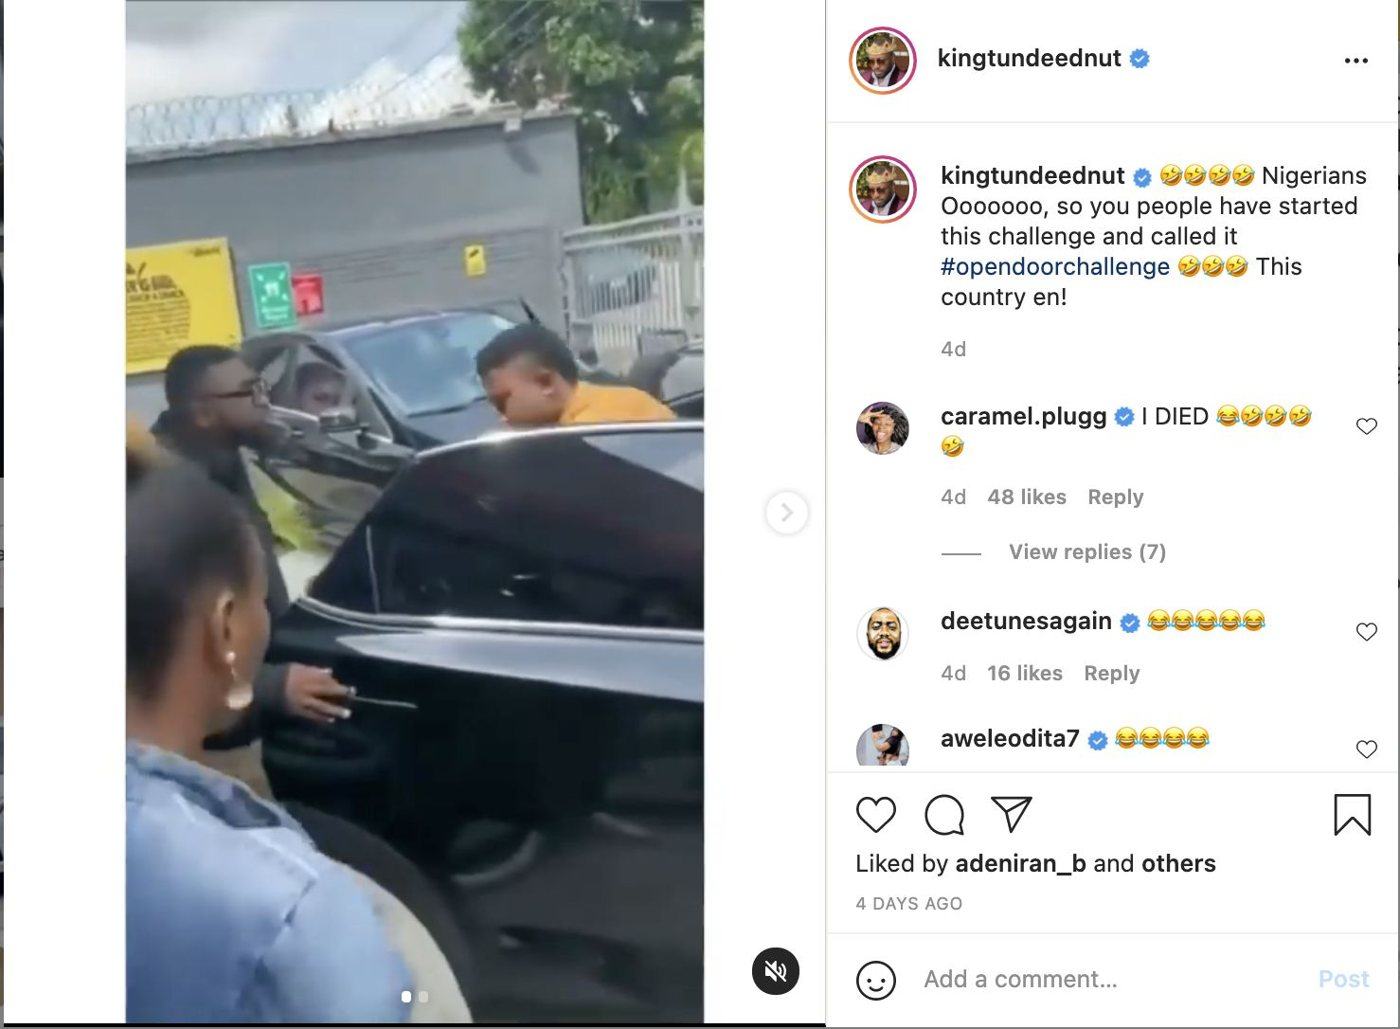 kingtundeednut
kingtundeednut 🤣🤣🤣🤣 Nigerians
Ooooooo, so you people have started
this challenge and called it
#opendoorchallenge 🤣🤣🤣 This
country en!
4d
caramel.plugg I DIED 😂🤣🤣🤣
🤣
4d 48 likes Reply
View replies (7)
deetunesagain 😂😂😂😂😂
4d 16 likes Reply
aweleodita7 😂😂😂😂
Liked by adeniran_b and others
4 DAYS AGO
Add a comment... Post